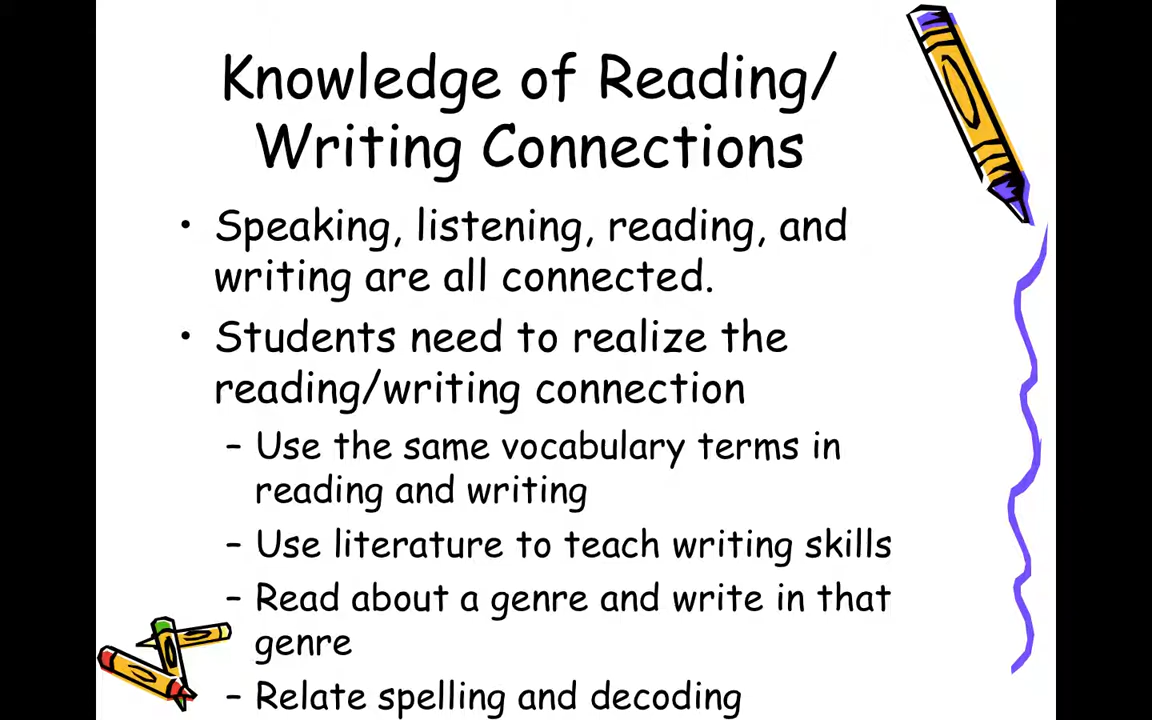 Knowledge of Reading/
Writing Connections
• Speaking, listening, reading, and
writing are all connected.
• Students need to realize the
reading/writing connection
– Use the same vocabulary terms in
reading and writing
– Use literature to teach writing skills
– Read about a genre and write in that
genre
– Relate spelling and decoding